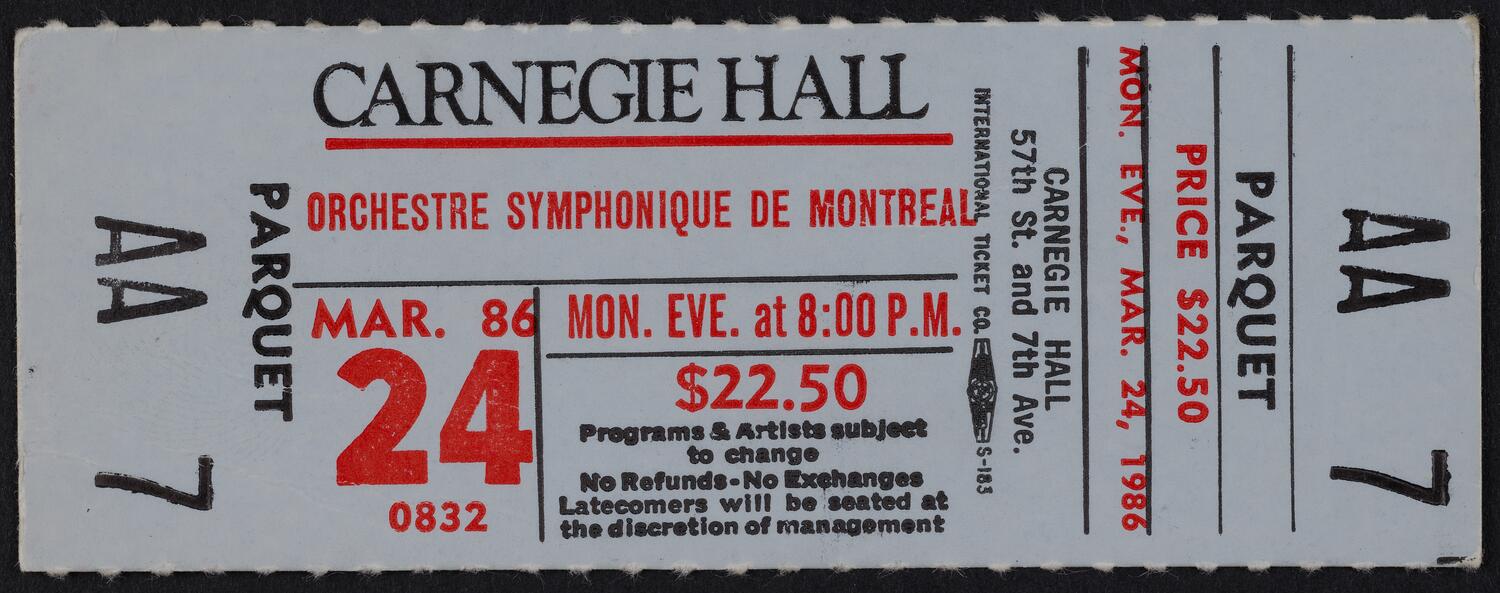 AA 7
PARQUET
CARNEGIE HALL
ORCHESTRE SYMPHONIQUE DE MONTREAL
MAR. 86
24
0832
MON. EVE. at 8:00 P.M.
$22.50
Programs & Artists subject
to change
No Refunds-No Exchanges
Latecomers will be seated at
the discretion of management
INTERNATIONAL TICKET CO. S-183
CARNEGIE HALL
57th St. and 7th Ave.
MON. EVE., MAR. 24, 1986
PRICE $22.50
PARQUET
AA 7